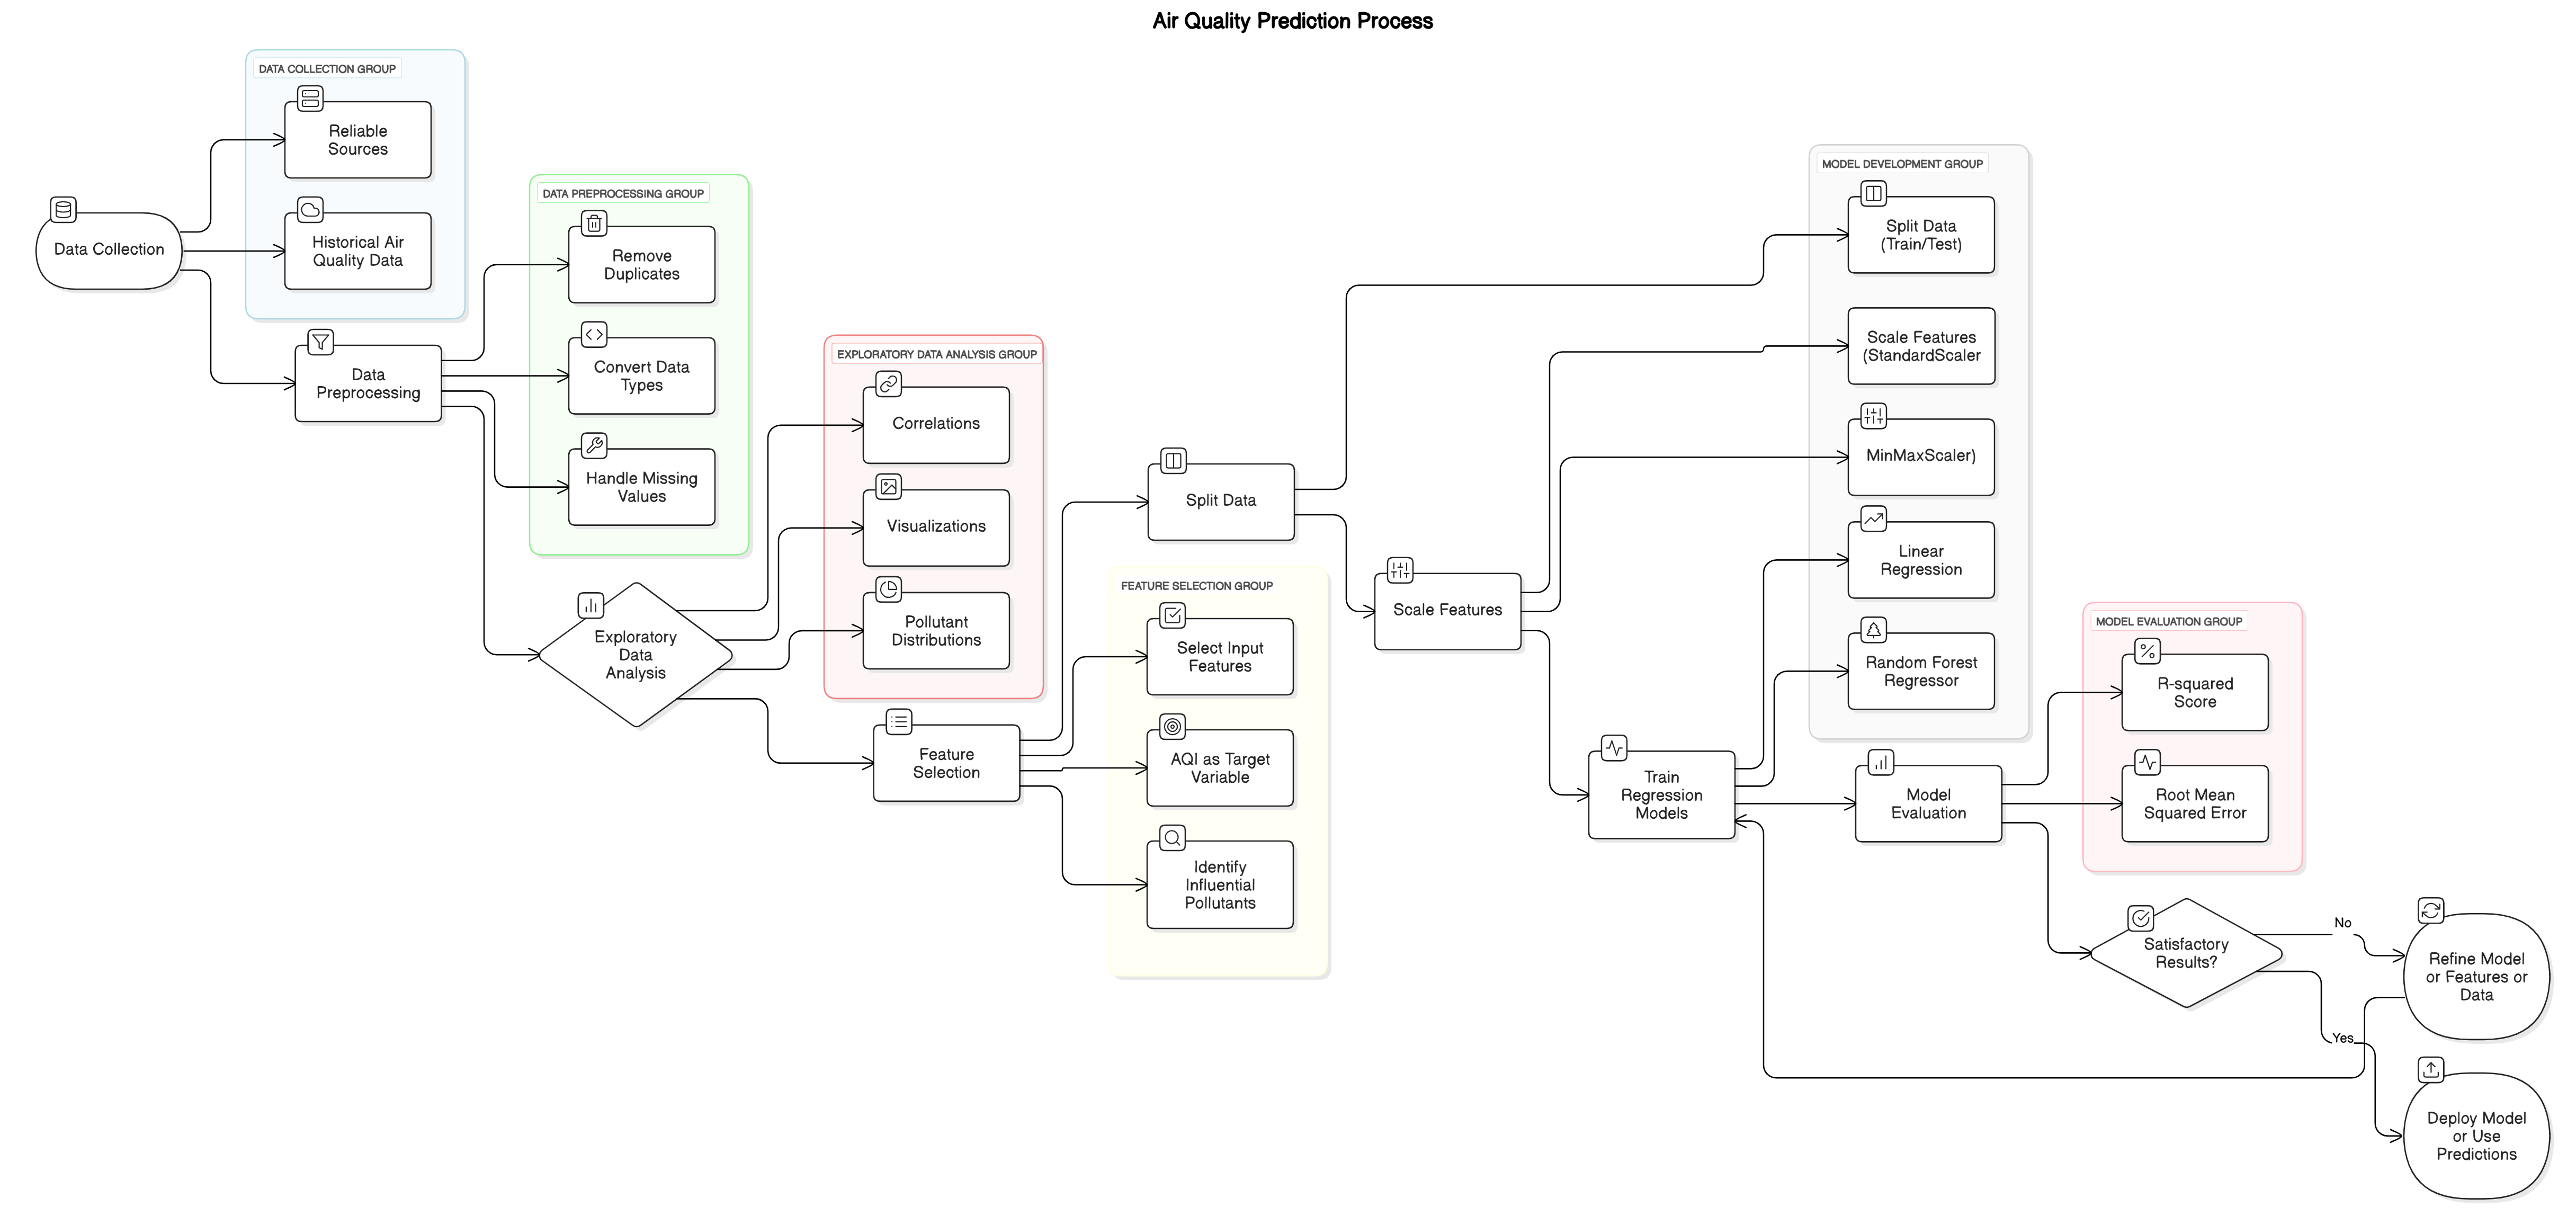 Air Quality Prediction Process
DATA COLLECTION GROUP
Reliable
Sources
Historical Air
Quality Data
Data Collection
Data
Preprocessing
DATA PREPROCESSING GROUP
Remove
Duplicates
Convert Data
Types
Handle Missing
Values
Exploratory
Data
Analysis
EXPLORATORY DATA ANALYSIS GROUP
Correlations
Visualizations
Pollutant
Distributions
Feature
Selection
Split Data
FEATURE SELECTION GROUP
Select Input
Features
AQI as Target
Variable
Identify
Influential
Pollutants
Scale Features
Train
Regression
Models
MODEL DEVELOPMENT GROUP
Split Data
(Train/Test)
Scale Features
(StandardScaler
MinMaxScaler)
Linear
Regression
Random Forest
Regressor
Model
Evaluation
MODEL EVALUATION GROUP
R-squared
Score
Root Mean
Squared Error
Satisfactory
Results?
No
Yes
Refine Model
or Features or
Data
Deploy Model
or Use
Predictions